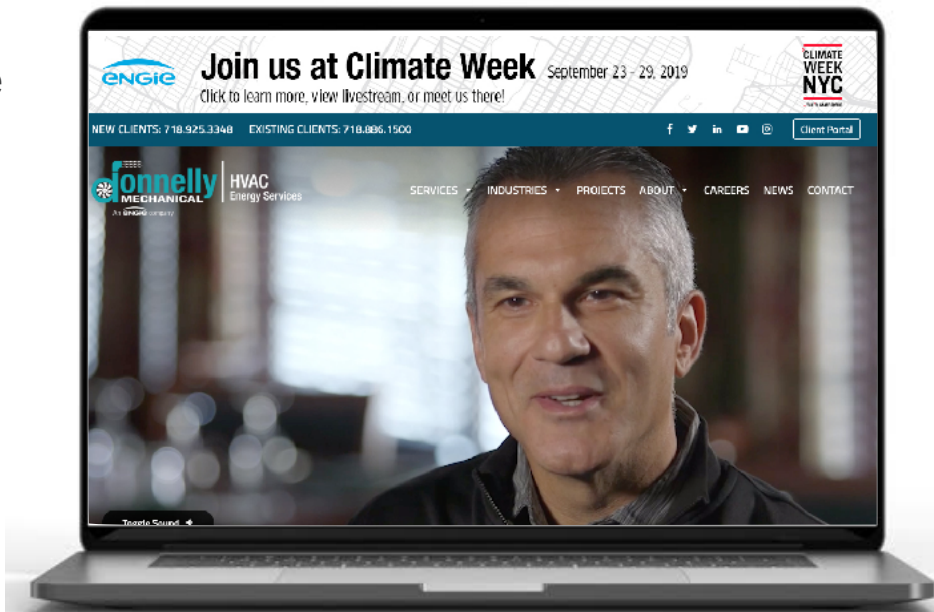 e
ENGIE
Join us at Climate Week September 23 - 29, 2019
Click to learn more, view livestream, or meet us there!
CLIMATE
WEEK
NYC
NEW CLIENTS: 718.925.3348 EXISTING CLIENTS: 718.886.1500
Client Portal
donnelly
MECHANICAL
An ENGIE company
HVAC
Energy Services
SERVICES INDUSTRIES PROJECTS ABOUT CAREERS NEWS CONTACT
Toggle Sound